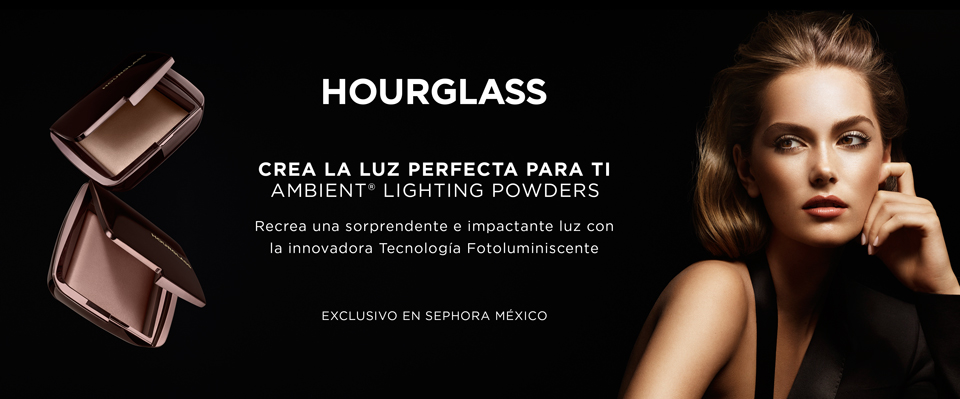 HOURGLASS
CREA LA LUZ PERFECTA PARA TI
AMBIENT® LIGHTING POWDERS
Recrea una sorprendente e impactante luz con
la innovadora Tecnología Fotoluminiscente
EXCLUSIVO EN SEPHORA MÉXICO